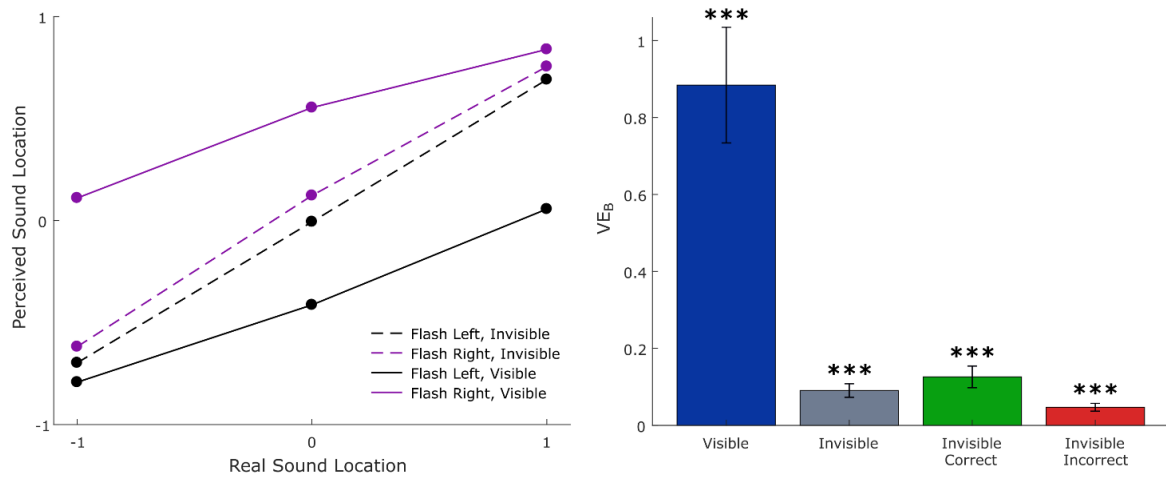 1
0
-1
Perceived Sound Location
-1
0
1
Real Sound Location
Flash Left, Invisible
Flash Right, Invisible
Flash Left, Visible
Flash Right, Visible
1
0.8
0.6
0.4
0.2
0
VE_B
***
***
***
***
Visible
Invisible
Invisible
Correct
Invisible
Incorrect